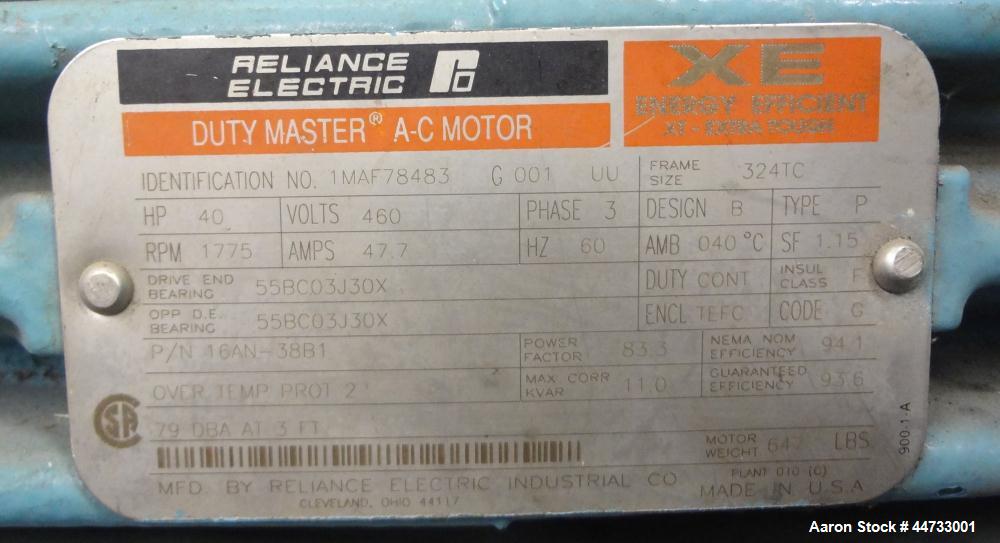 RELIANCE
ELECTRIC
XE
ENERGY EFFICIENT
XT - EXTRA TOUGH
DUTY MASTER® A-C MOTOR
IDENTIFICATION NO. 1MAF78483 G 001 UU FRAME SIZE 324TC
HP 40 VOLTS 460 PHASE 3 DESIGN B TYPE P
RPM 1775 AMPS 47.7 HZ 60 AMB 040 °C SF 1.15
DRIVE END BEARING 55BC03J30X DUTY CONT INSUL CLASS F
OPP D.E. BEARING 55BC03J30X ENCL TEFC CODE G
P/N 16AN-38B1 POWER FACTOR 83.3 NEMA NOM EFFICIENCY 94.1
OVER TEMP PROT 2 MAX CORR KVAR 11.0 GUARANTEED EFFICIENCY 93.6
79 DBA AT 3 FT
MOTOR WEIGHT LBS
MFD. BY RELIANCE ELECTRIC INDUSTRIAL CO
CLEVELAND, OHIO 44117
PLANT 010 (C)
MADE IN U.S.A
900-1-A
Aaron Stock # 44733001